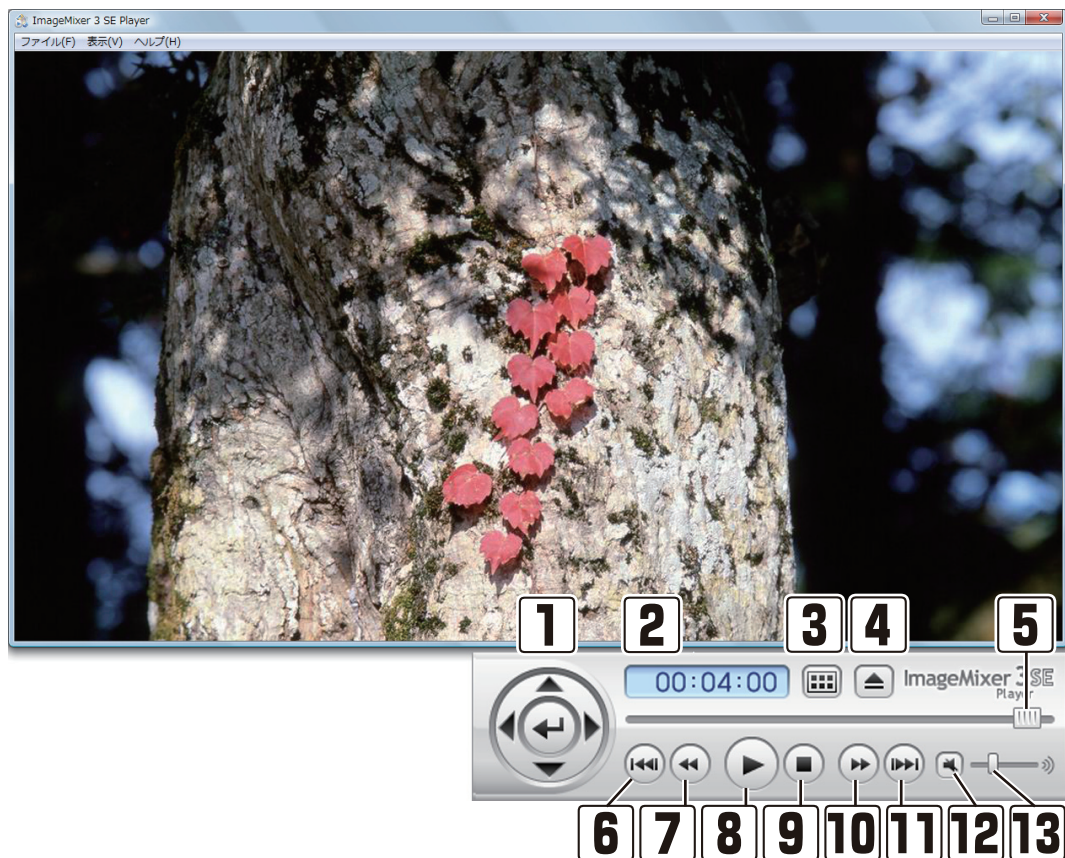 ImageMixer 3 SE Player
ファイル(F) 表示(V) ヘルプ(H)
1 2 3 4 5
00:04:00
ImageMixer 3 SE
Player
6 7 8 9 10 11 12 13